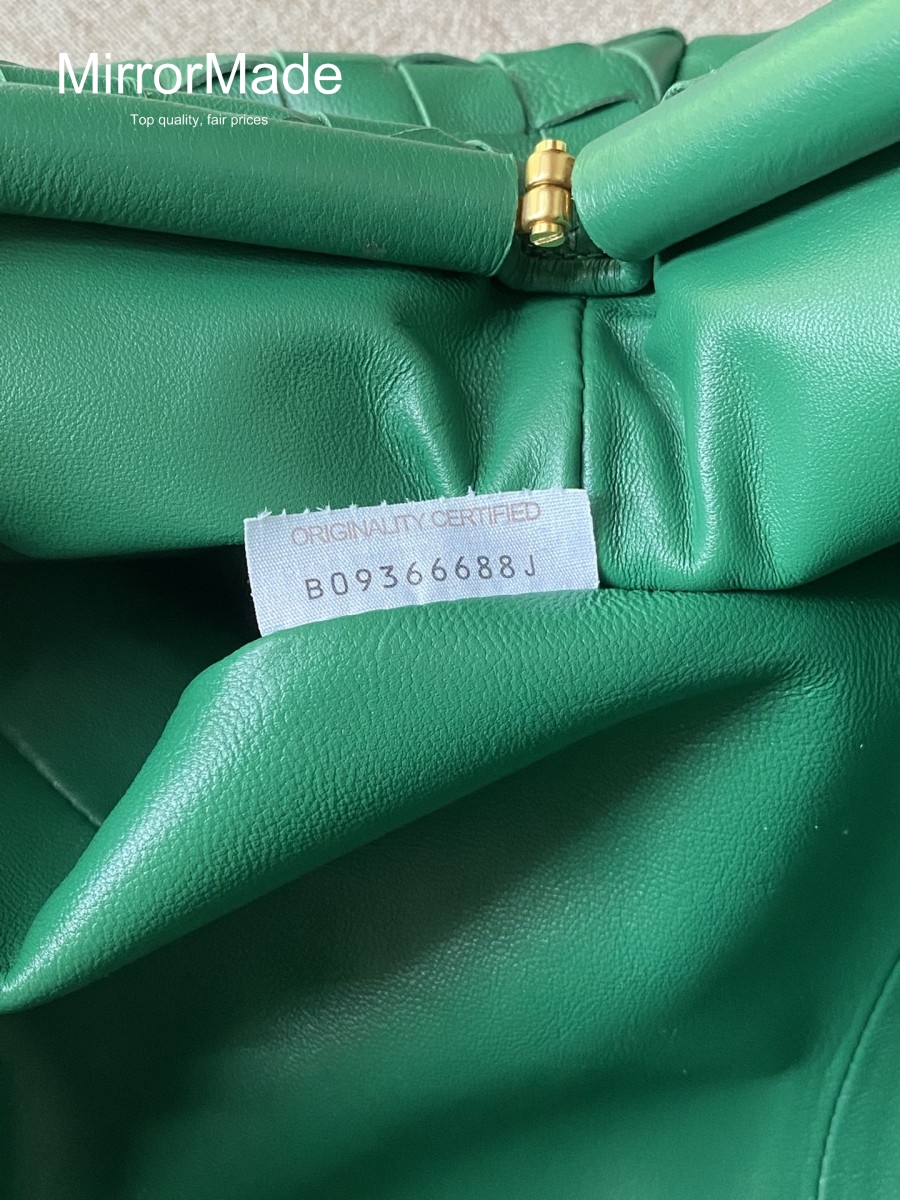 MirrorMade
Top quality, fair prices
ORIGINALITY CERTIFIED
B09366688J